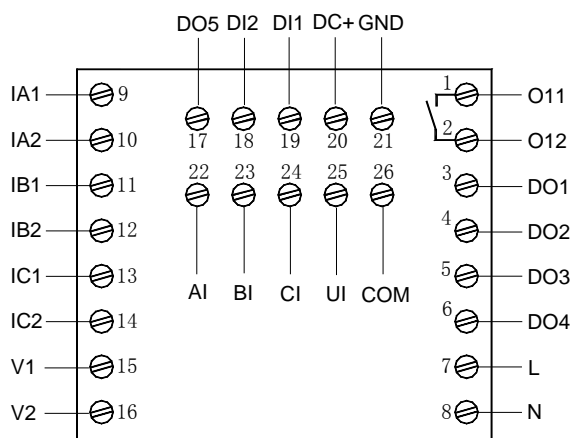 DO5 DI2 DI1 DC+ GND
IA1 9 1 O11
17 18 19 20 21
IA2 10 2 O12
22 23 24 25 26
IB1 11 3 DO1
IB2 12 4 DO2
IC1 13 5 DO3
AI BI CI UI COM
IC2 14 6 DO4
V1 15 7 L
V2 16 8 N